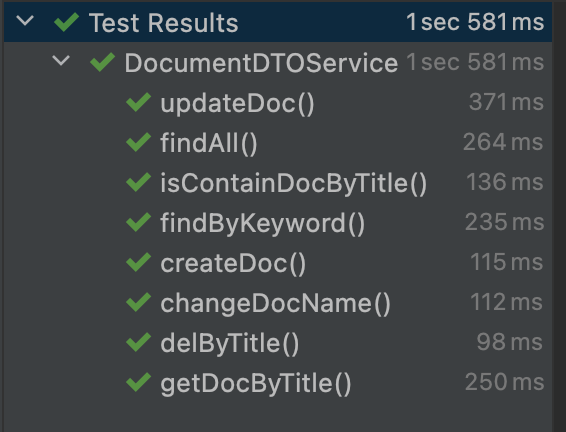 Test Results 1 sec 581 ms
DocumentDTOService 1 sec 581 ms
updateDoc() 371 ms
findAll() 264 ms
isContainDocByTitle() 136 ms
findByKeyword() 235 ms
createDoc() 115 ms
changeDocName() 112 ms
delByTitle() 98 ms
getDocByTitle() 250 ms